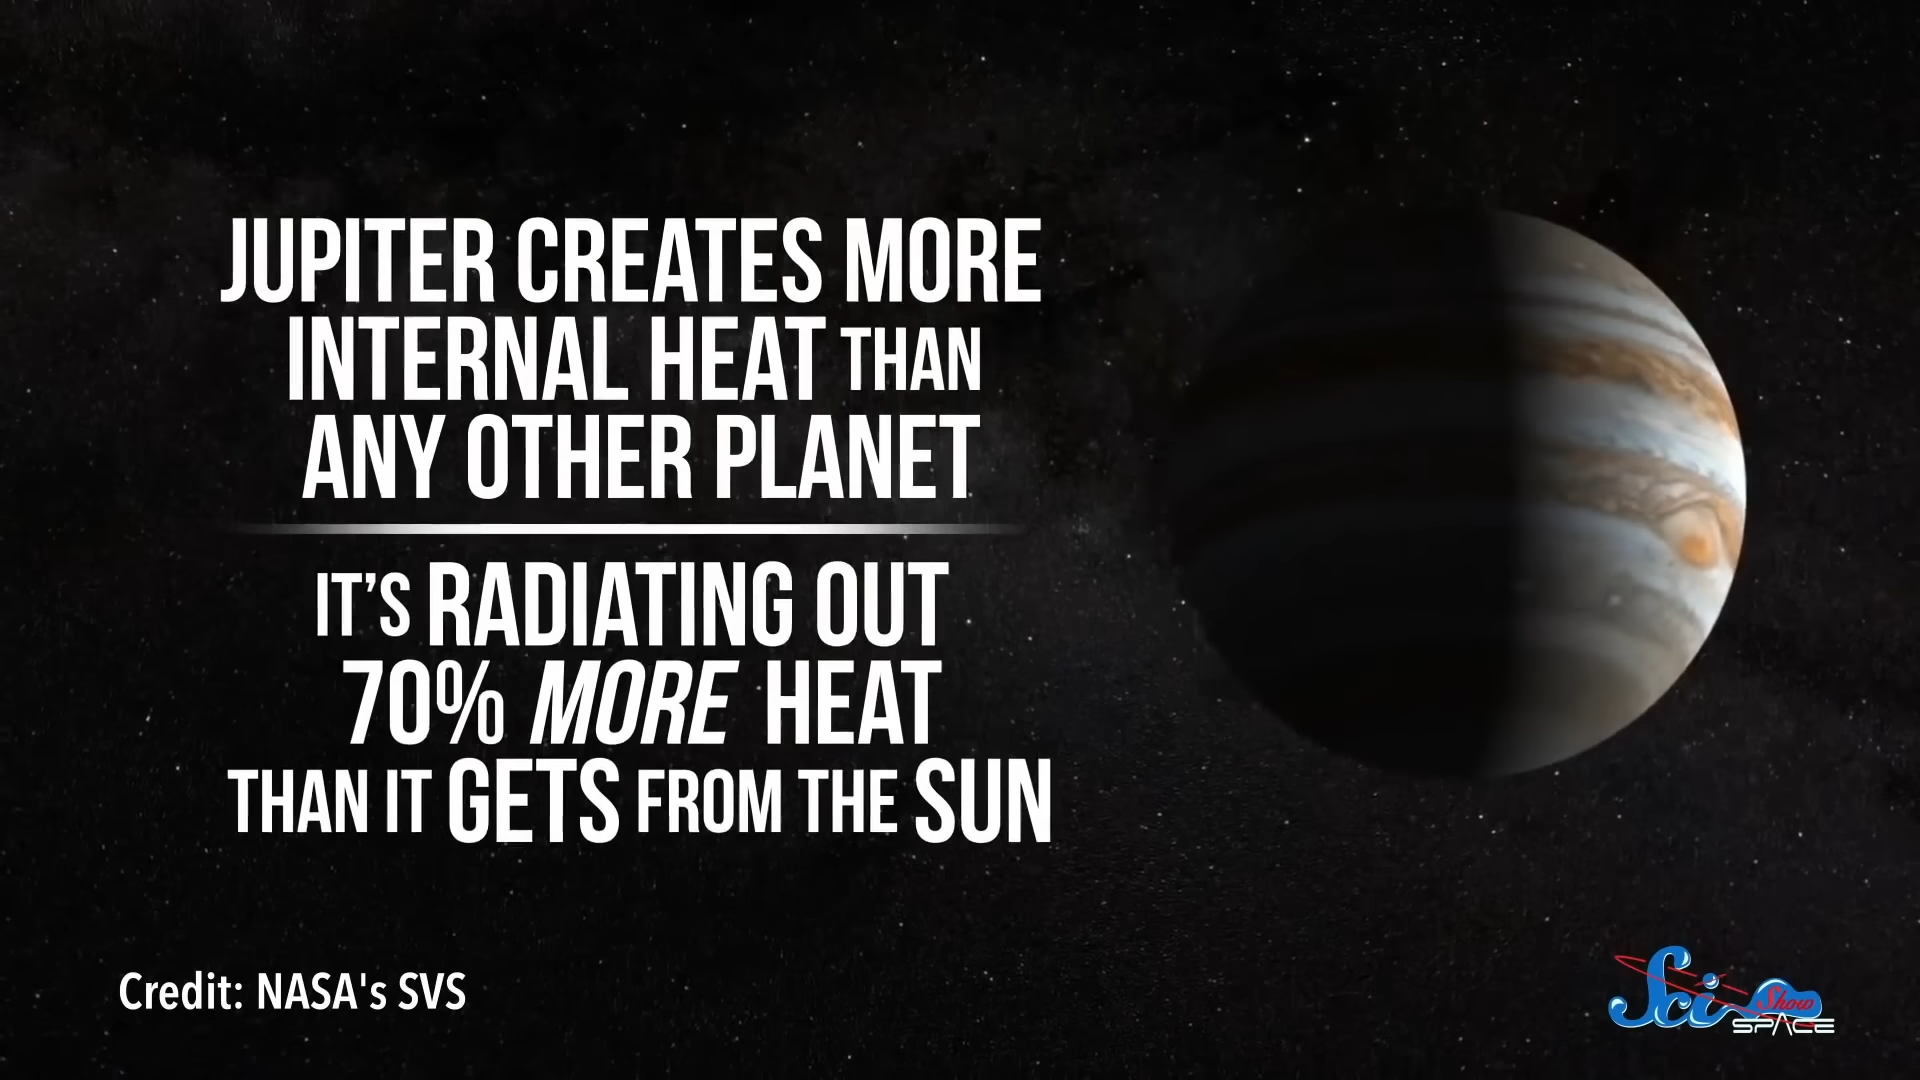 JUPITER CREATES MORE
INTERNAL HEAT THAN
ANY OTHER PLANET
IT'S RADIATING OUT
70% MORE HEAT
THAN IT GETS FROM THE SUN
Credit: NASA's SVS
Sci Show
SPACE